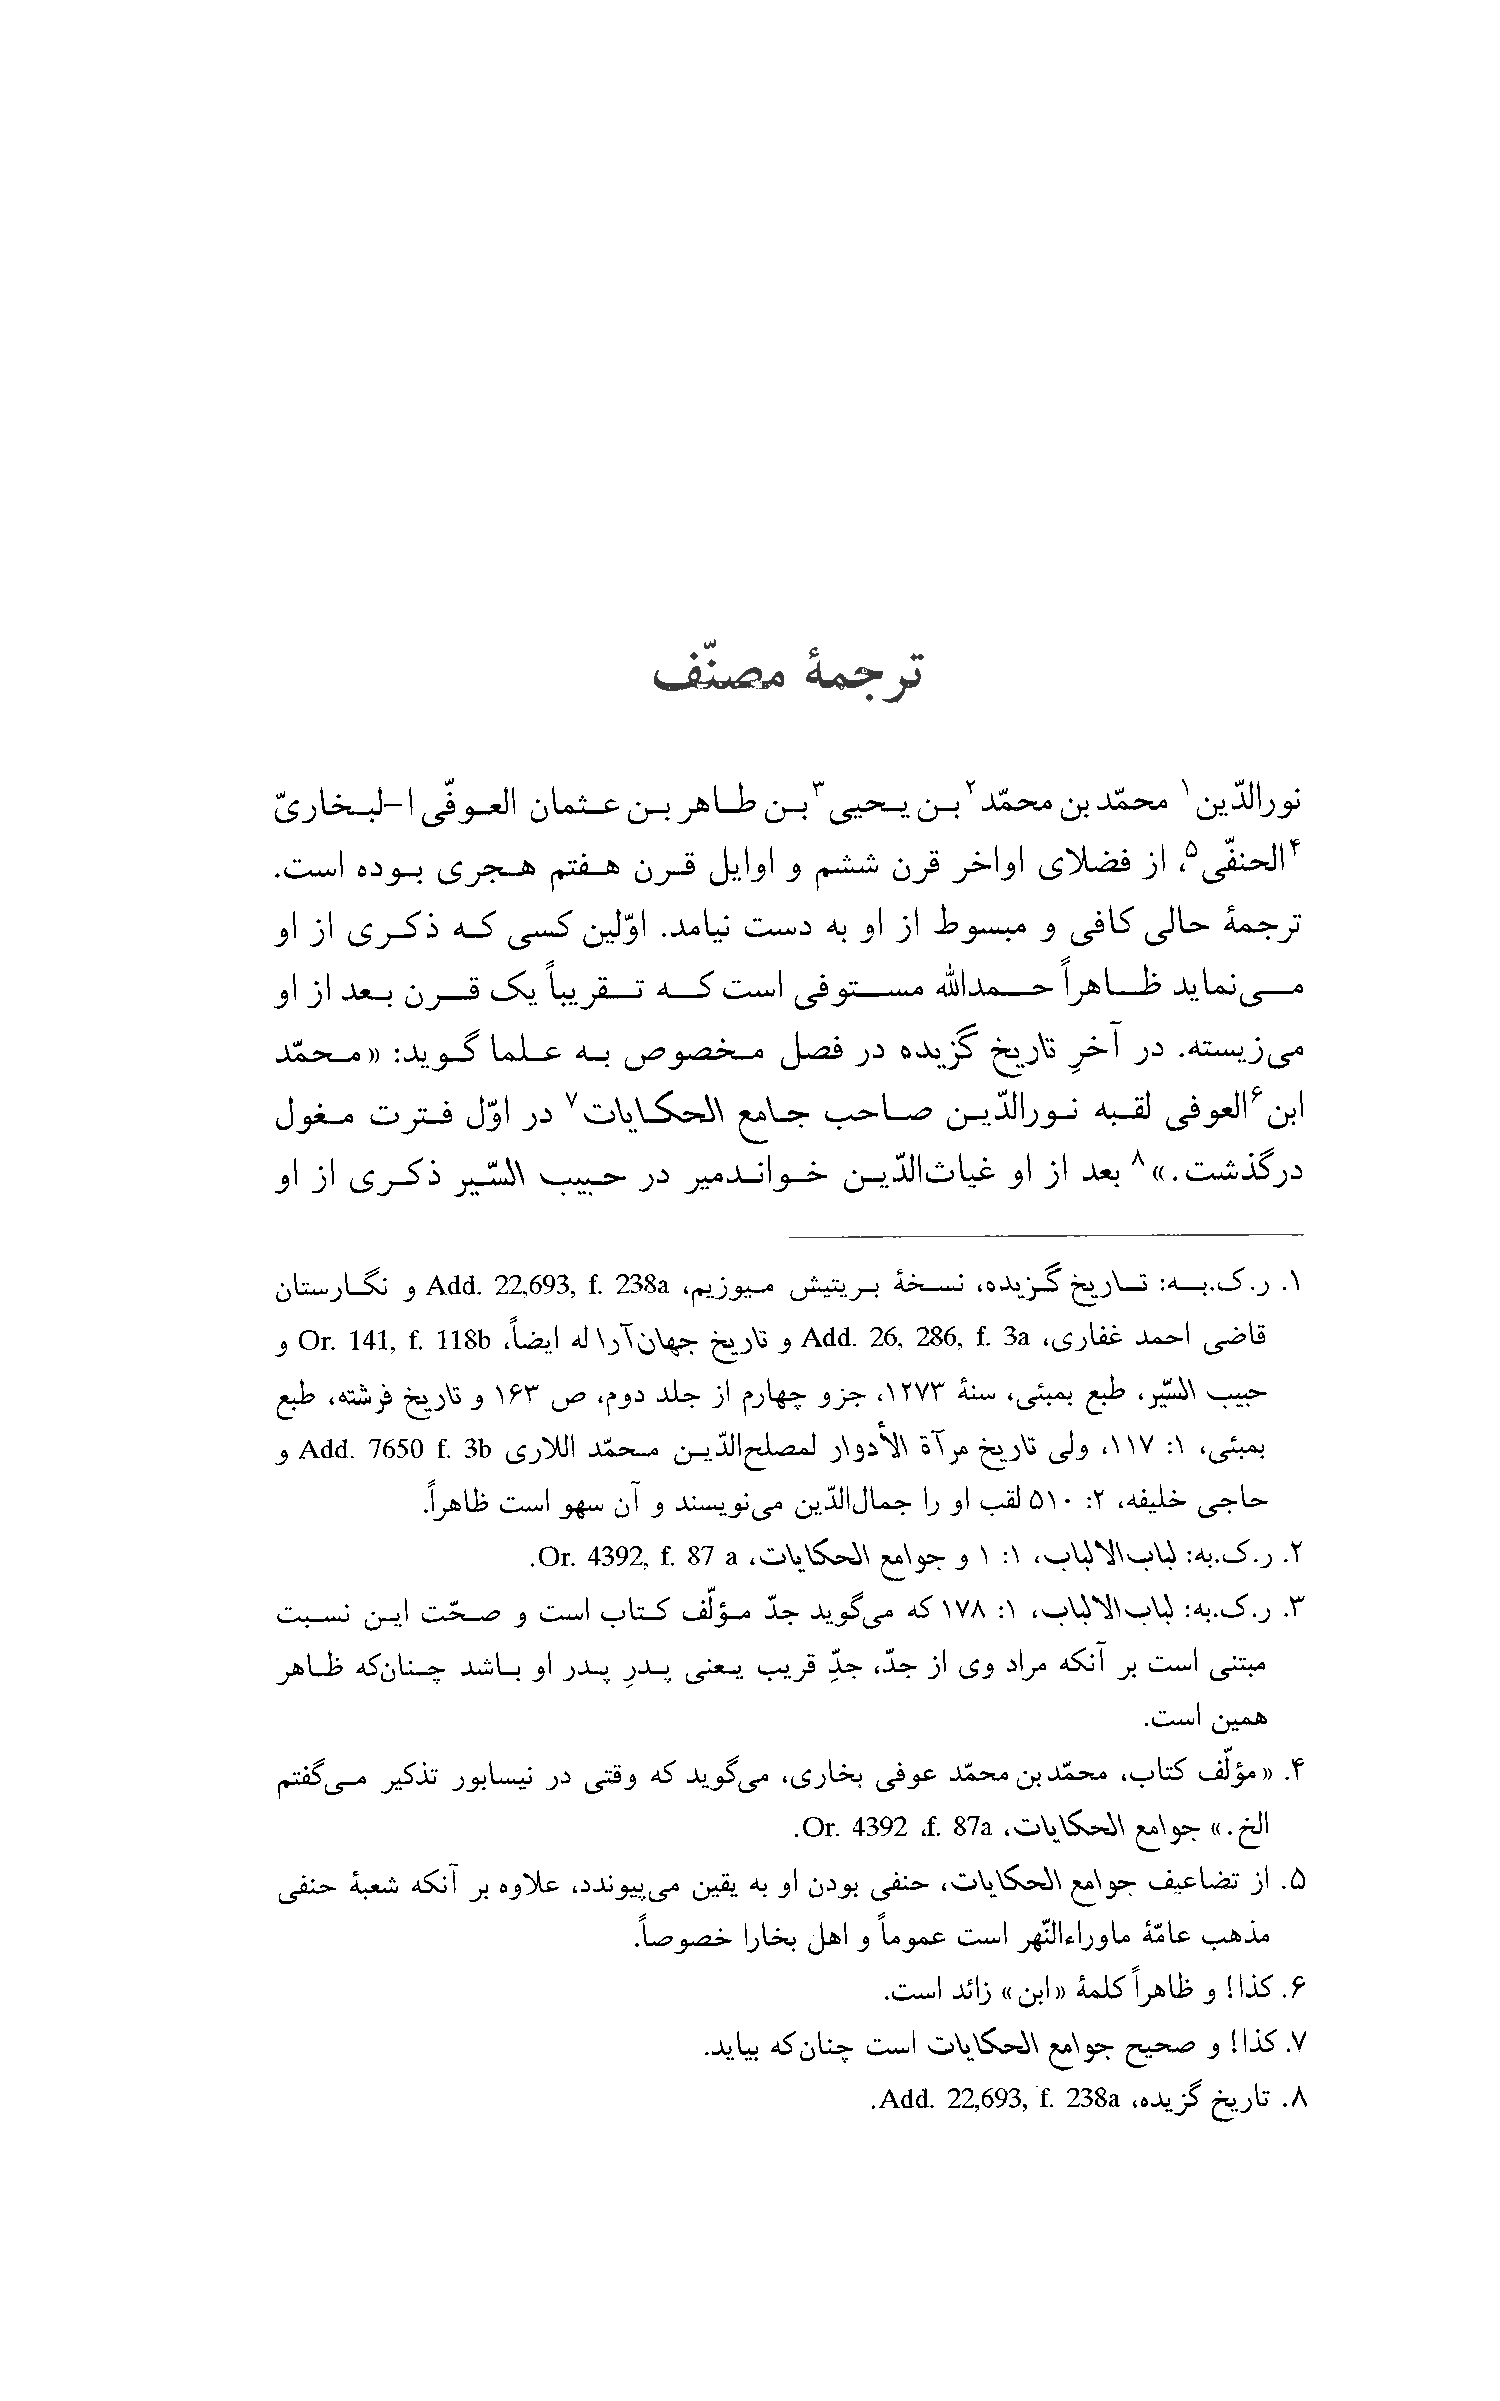 ترجمهٔ مصنّف
نورالدّین۱ محمّد بن محمّد۲ بن یحیی۳ بن طاهر بن عثمان العوفّی ا-لبخاریّ
۴الحنفّی۵، از فضلای اواخر قرن ششم و اوایل قرن هفتم هجری بوده است.
ترجمهٔ حالی کافی و مبسوط از او به دست نیامد. اوّلین کسی که ذکری از او
می‌نماید ظاهراً حمدالله مستوفی است که تقریباً یک قرن بعد از او
می‌زیسته. در آخرِ تاریخ گزیده در فصل مخصوص به علما گوید: «محمّد
ابن۶ العوفی لقبه نورالدّین صاحب جامع الحکایات۷ در اوّل فترت مغول
درگذشت.»۸ بعد از او غیاث‌الدّین خواندمیر در حبیب السّیر ذکری از او
۱. ر.ک.به: تاریخ گزیده، نسخهٔ بریتیش میوزیم، Add. 22,693, f. 238a و نگارستان
قاضی احمد غفاری، Add. 26, 286, f. 3a و تاریخ جهان‌آرا له ایضاً، Or. 141, f. 118b و
حبیب السّیر، طبع بمبئی، سنهٔ ۱۲۷۳، جزو چهارم از جلد دوم، ص ۱۶۳ و تاریخ فرشته، طبع
بمبئی، ۱: ۱۱۷، ولی تاریخ مرآة الأدوار لمصلح‌الدّین محمّد اللاری Add. 7650 f. 3b و
حاجی خلیفه، ۲: ۵۱۰ لقب او را جمال‌الدّین می‌نویسند و آن سهو است ظاهراً.
۲. ر.ک.به: لباب‌الالباب، ۱: ۱ و جوامع الحکایات، Or. 4392, f. 87 a.
۳. ر.ک.به: لباب‌الالباب، ۱: ۱۷۸ که می‌گوید جدّ مؤلّف کتاب است و صحّت این نسبت
مبتنی است بر آنکه مراد وی از جدّ، جدِّ قریب یعنی پدرِ پدر او باشد چنان‌که ظاهر
همین است.
۴. «مؤلّف کتاب، محمّد بن محمّد عوفی بخاری، می‌گوید که وقتی در نیسابور تذکیر می‌گفتم
الخ.» جوامع الحکایات، Or. 4392 ،f. 87a.
۵. از تضاعیف جوامع الحکایات، حنفی بودن او به یقین می‌پیوندد، علاوه بر آنکه شعبهٔ حنفی
مذهب عامّهٔ ماوراءالنّهر است عموماً و اهل بخارا خصوصاً.
۶. کذا! و ظاهراً کلمهٔ «ابن» زائد است.
۷. کذا! و صحیح جوامع الحکایات است چنان‌که بیاید.
۸. تاریخ گزیده، Add. 22,693, f. 238a.